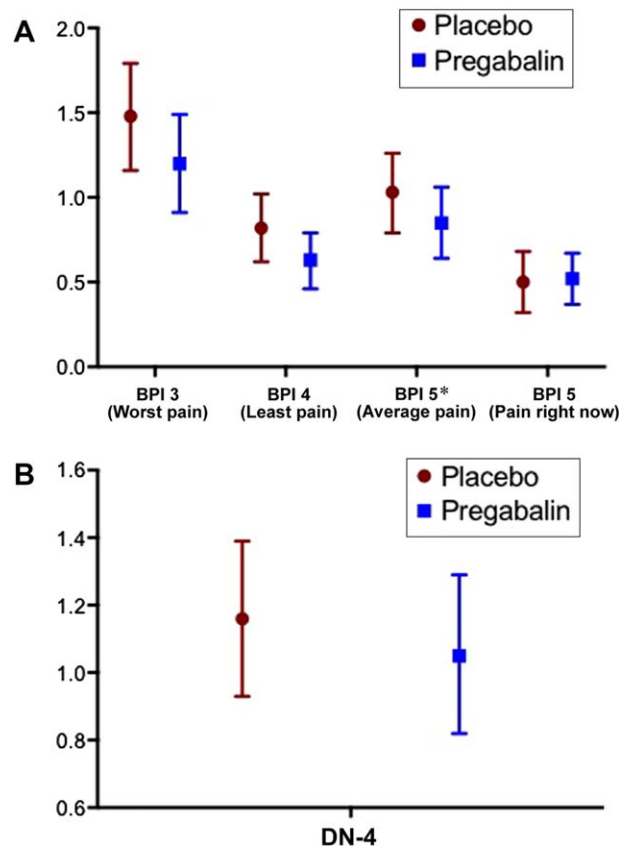 A
2.0
1.5
1.0
0.5
0.0
Placebo
Pregabalin
BPI 3
(Worst pain)
BPI 4
(Least pain)
BPI 5*
(Average pain)
BPI 5
(Pain right now)
B
1.6
1.4
1.2
1.0
0.8
0.6
Placebo
Pregabalin
DN-4